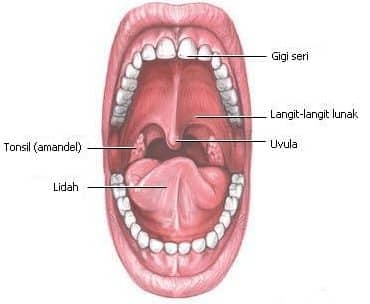 Gigi seri
Langit-langit lunak
Tonsil (amandel)
Uvula
Lidah